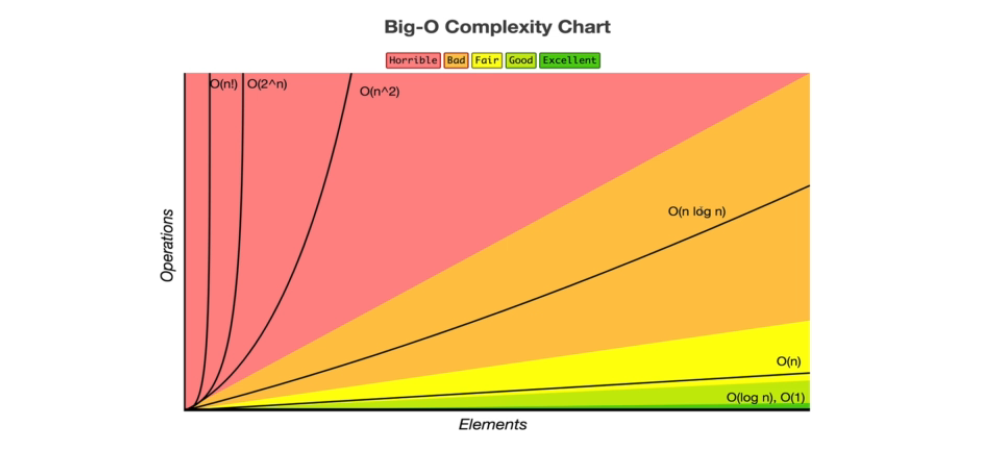 Big-O Complexity Chart
Horrible Bad Fair Good Excellent
O(n!) O(2^n) O(n^2)
O(n log n)
Operations
O(n)
O(log n), O(1)
Elements